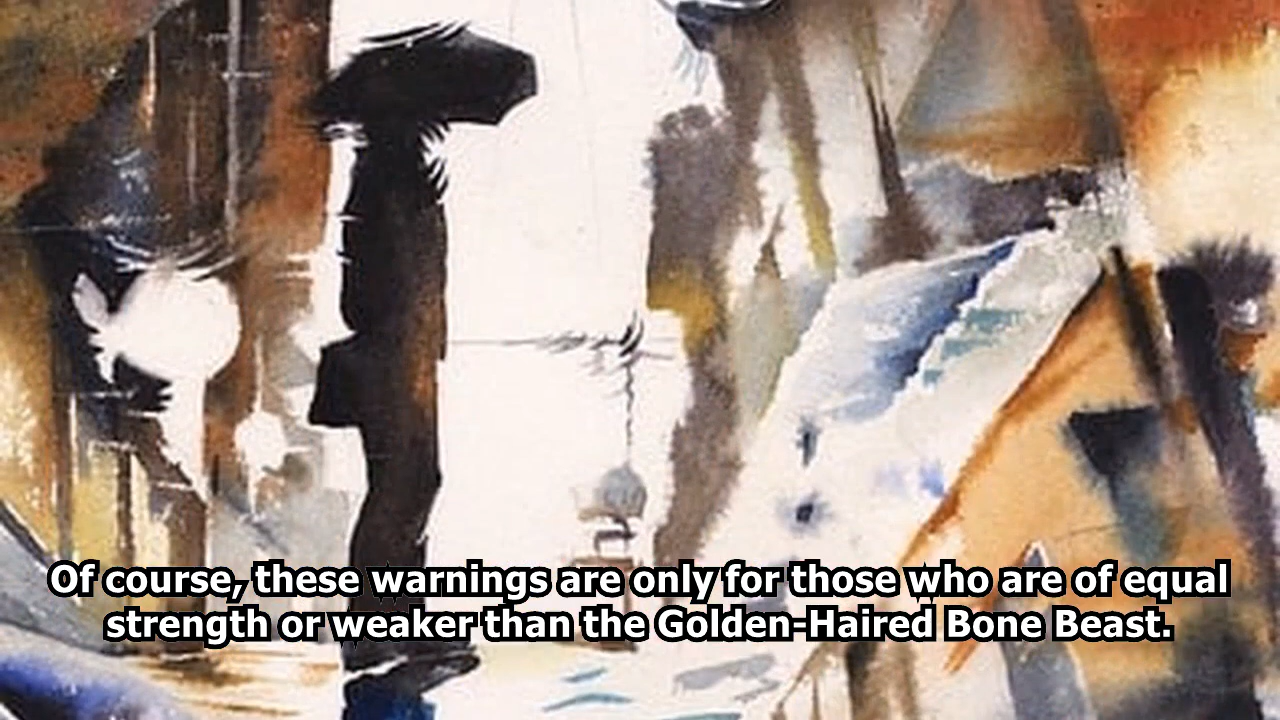 Of course, these warnings are only for those who are of equal
strength or weaker than the Golden-Haired Bone Beast.